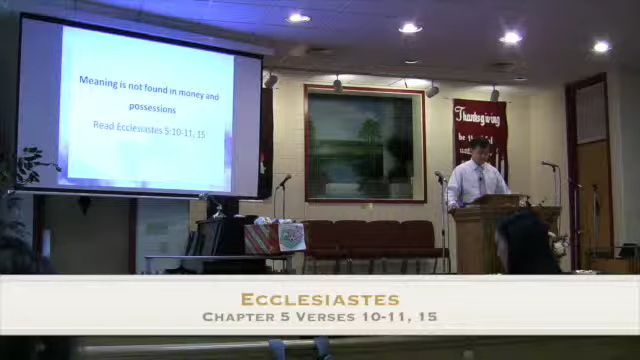 Meaning is not found in money and
possessions
Read Ecclesiastes 5:10-11, 15
Thanksgiving
be
Ecclesiastes
Chapter 5 Verses 10-11, 15